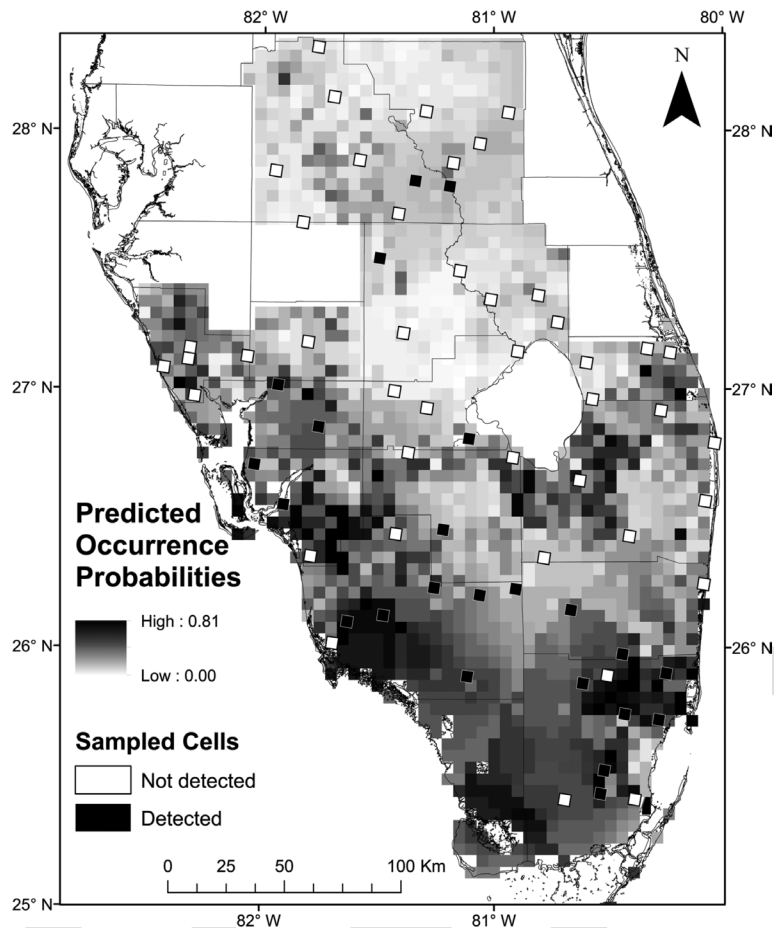 82° W 81° W 80° W
N
28° N 28° N
27° N 27° N
Predicted
Occurrence
Probabilities
High : 0.81
Low : 0.00
26° N 26° N
Sampled Cells
Not detected
Detected
0 25 50 100 Km
25° N 25° N
82° W 81° W